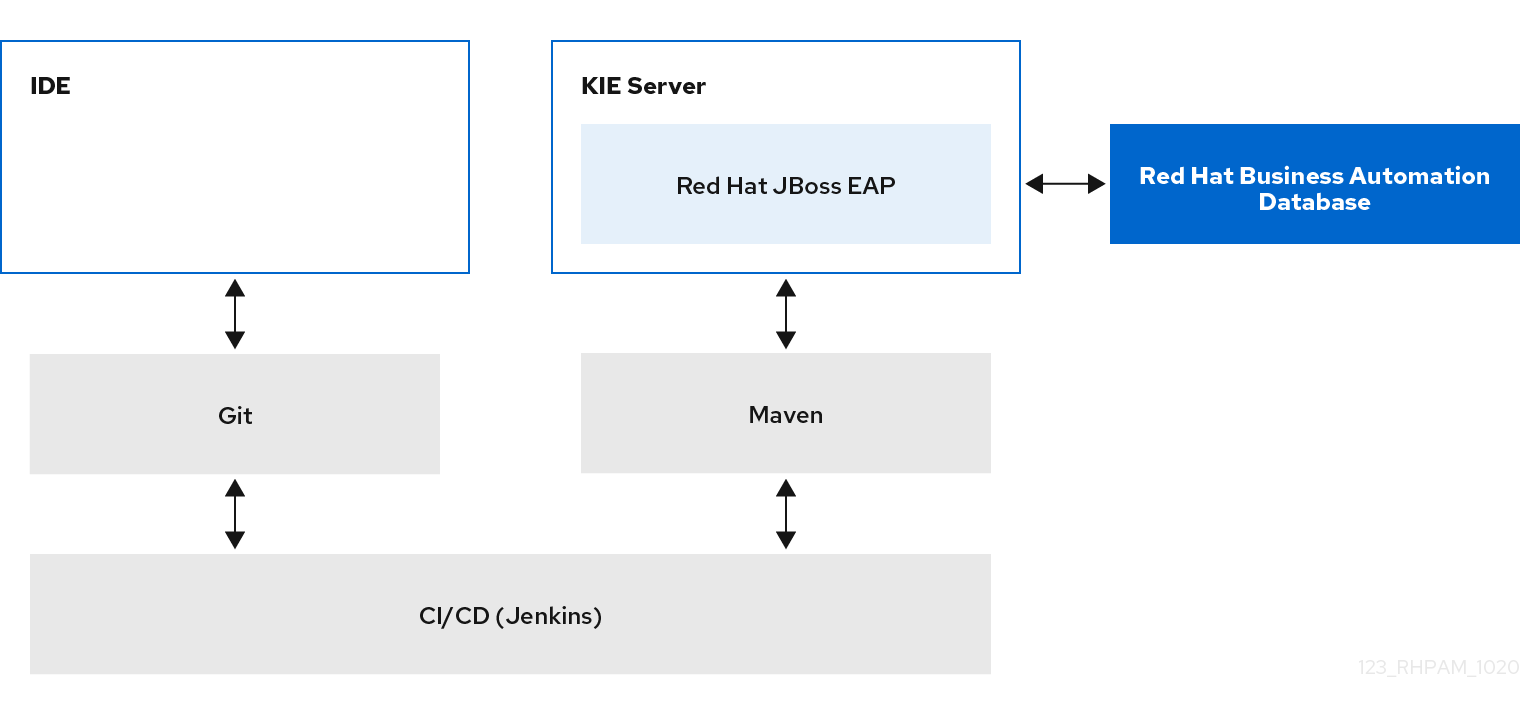 IDE
KIE Server
Red Hat JBoss EAP
Red Hat Business Automation
Database
Git
Maven
CI/CD (Jenkins)
123_RHPAM_1020